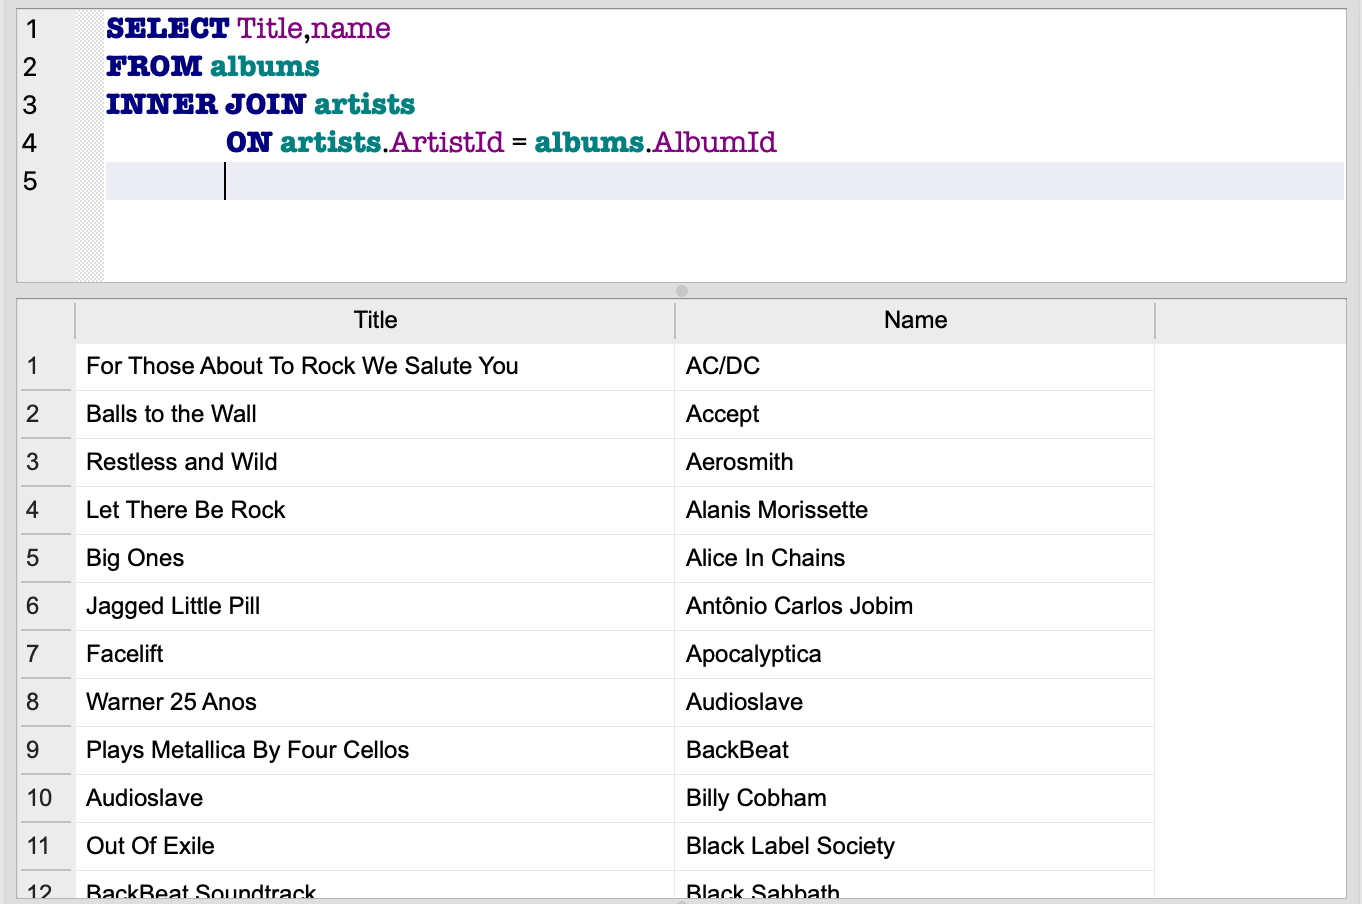 1 SELECT Title,name
2 FROM albums
3 INNER JOIN artists
4 ON artists.ArtistId = albums.AlbumId
5
Title Name
1 For Those About To Rock We Salute You AC/DC
2 Balls to the Wall Accept
3 Restless and Wild Aerosmith
4 Let There Be Rock Alanis Morissette
5 Big Ones Alice In Chains
6 Jagged Little Pill Antônio Carlos Jobim
7 Facelift Apocalyptica
8 Warner 25 Anos Audioslave
9 Plays Metallica By Four Cellos BackBeat
10 Audioslave Billy Cobham
11 Out Of Exile Black Label Society
12 BackBeat Soundtrack Black Sabbath